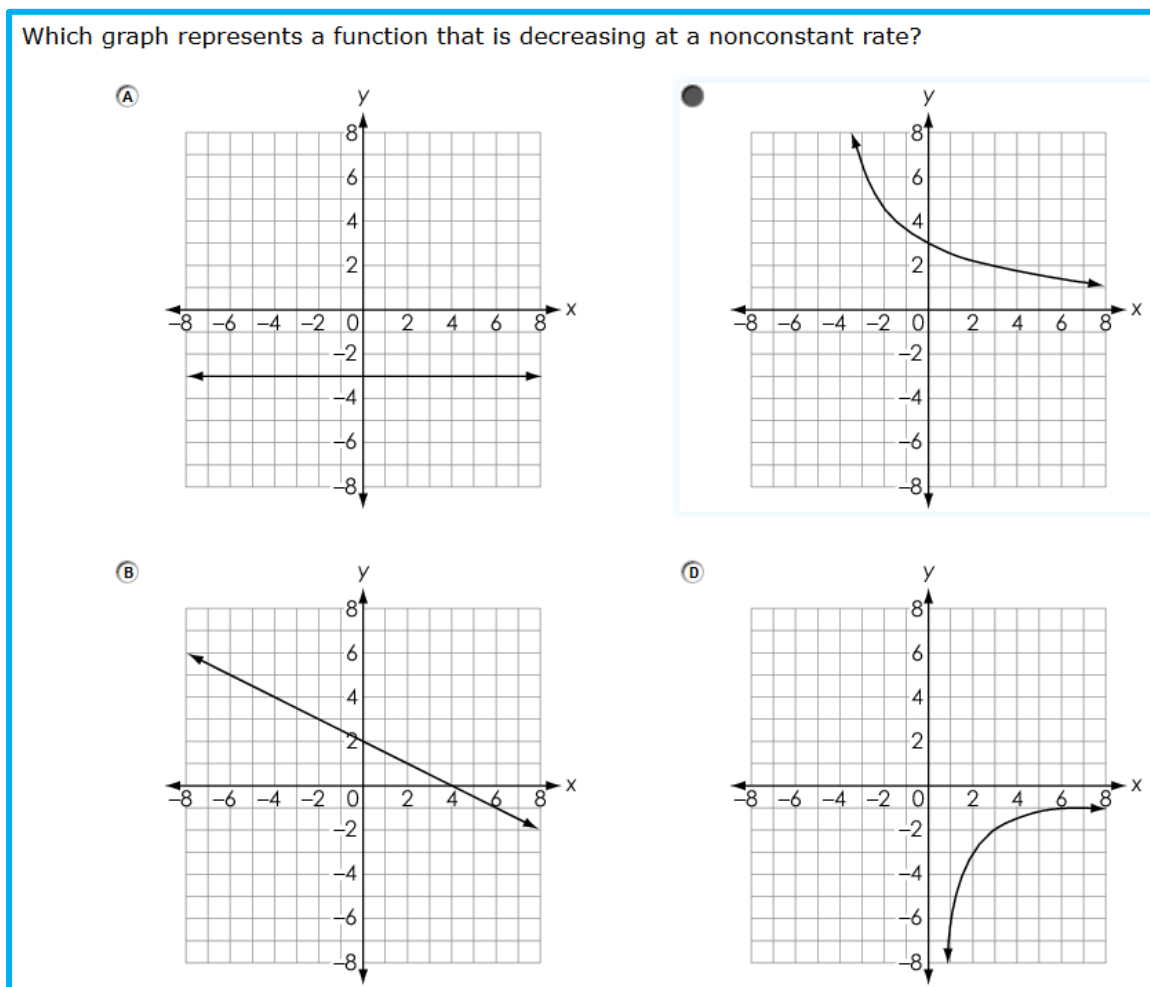 Which graph represents a function that is decreasing at a nonconstant rate?
A
y
8
6
4
2
x
–8 –6 –4 –2 0 2 4 6 8
–2
–4
–6
–8
y
8
6
4
2
x
–8 –6 –4 –2 0 2 4 6 8
–2
–4
–6
–8
B
y
8
6
4
2
x
–8 –6 –4 –2 0 2 4 6 8
–2
–4
–6
–8
D
y
8
6
4
2
x
–8 –6 –4 –2 0 2 4 6 8
–2
–4
–6
–8